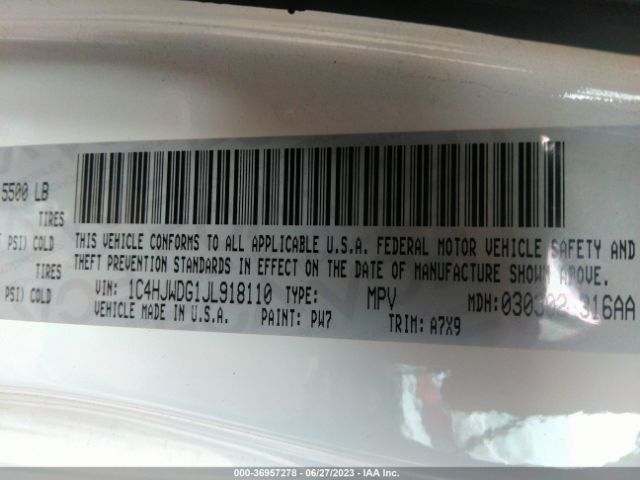 5500 LB
TIRES
PSI) COLD
TIRES
PSI) COLD
THIS VEHICLE CONFORMS TO ALL APPLICABLE U.S.A. FEDERAL MOTOR VEHICLE SAFETY AND
THEFT PREVENTION STANDARDS IN EFFECT ON THE DATE OF MANUFACTURE SHOWN ABOVE.
VIN: 1C4HJWDG1JL918110 TYPE: MPV MDH:
VEHICLE MADE IN U.S.A. PAINT: PW7 TRIM: A7X9
000-36957278 - 06/27/2023 - IAA Inc.